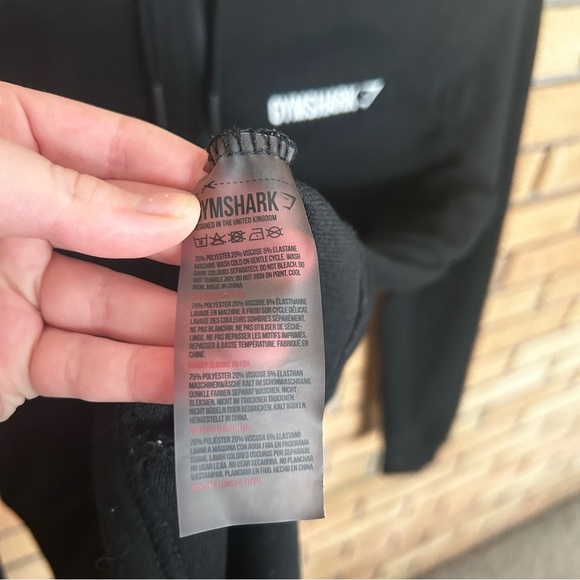 GYMSHARK
GYMSHARK
DESIGNED IN THE UNITED KINGDOM
75% POLYESTER 20% VISCOSE 5% ELASTANE
MACHINE WASH COLD ON GENTLE CYCLE. WASH
DARK COLOURS SEPARATELY. DO NOT BLEACH. DO
NOT TUMBLE DRY. DO NOT IRON ON PRINT. COOL
IRON. MADE IN CHINA.
75% POLYESTER 20% VISCOSE 5% ÉLASTHANNE
LAVAGE EN MACHINE À FROID SUR CYCLE DÉLICAT.
LAVAGE DES COULEURS SOMBRES SÉPARÉMENT.
NE PAS BLANCHIR. NE PAS UTILISER DE SÈCHE-
LINGE. NE PAS REPASSER LES MOTIFS IMPRIMÉS.
REPASSER À BASSE TEMPÉRATURE. FABRIQUÉ EN
CHINE.
75% POLYESTER 20% VISKOSE 5% ELASTAN
MASCHINENWÄSCHE KALT IM SCHONWASCHGANG
DUNKLE FARBEN SEPARAT WASCHEN. NICHT
BLEICHEN. NICHT IM TROCKNER TROCKNEN.
NICHT BÜGELN ODER BEDRUCKEN. KALT BÜGELN.
HERGESTELLT IN CHINA.
75% POLIÉSTER 20% VISCOSA 5% ELASTANO
LAVAR A MÁQUINA CON AGUA FRÍA EN PROGRAMA
SUAVE. LAVAR COLORES OSCUROS POR SEPARADO.
NO USAR LEJÍA. NO USAR SECADORA. NO PLANCHAR
ESTAMPADOS. PLANCHAR EN FRÍO. HECHO EN CHINA